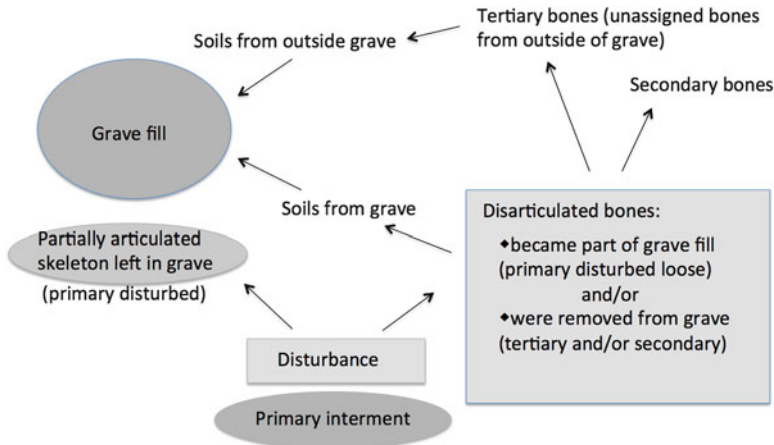 Tertiary bones (unassigned bones
from outside of grave)
Soils from outside grave
Secondary bones
Grave fill
Soils from grave
Disarticulated bones:
◆became part of grave fill
(primary disturbed loose)
and/or
◆were removed from grave
(tertiary and/or secondary)
Partially articulated
skeleton left in grave
(primary disturbed)
Disturbance
Primary interment